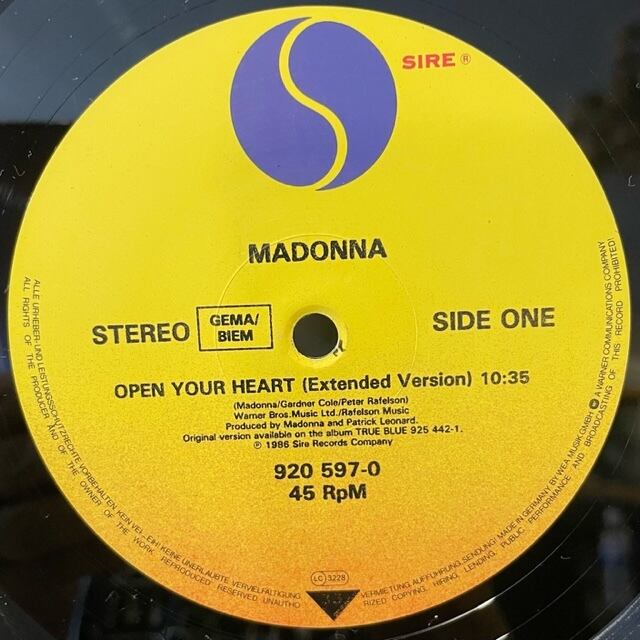 SIRE ®
MADONNA
STEREO
GEMA/
BIEM
SIDE ONE
OPEN YOUR HEART (Extended Version) 10:35
(Madonna/Gardner Cole/Peter Rafelson)
Warner Bros. Music Ltd./Rafelson Music
Produced by Madonna and Patrick Leonard.
Original version available on the album TRUE BLUE 925 442-1.
℗ 1986 Sire Records Company
920 597-0
45 RpM
LC 3228
ALLE URHEBER-UND LEISTUNGSSCHUTZRECHTE VORBEHALTEN KEIN VERLEIH! KEINE UNERLAUBTE VERVIELFÄLTIGUNG
VERMIETUNG, AUFFÜHRUNG, SENDUNG! MADE IN GERMANY BY WEA MUSIK GMBH A WARNER COMMUNICATIONS COMPANY
ALL RIGHTS OF THE PRODUCER AND OF THE OWNER OF THE WORK REPRODUCED RESERVED UNAUTHO
RIZED COPYING, HIRING, LENDING, PUBLIC PERFORMANCE AND BROADCASTING OF THIS RECORD PROHIBITED!